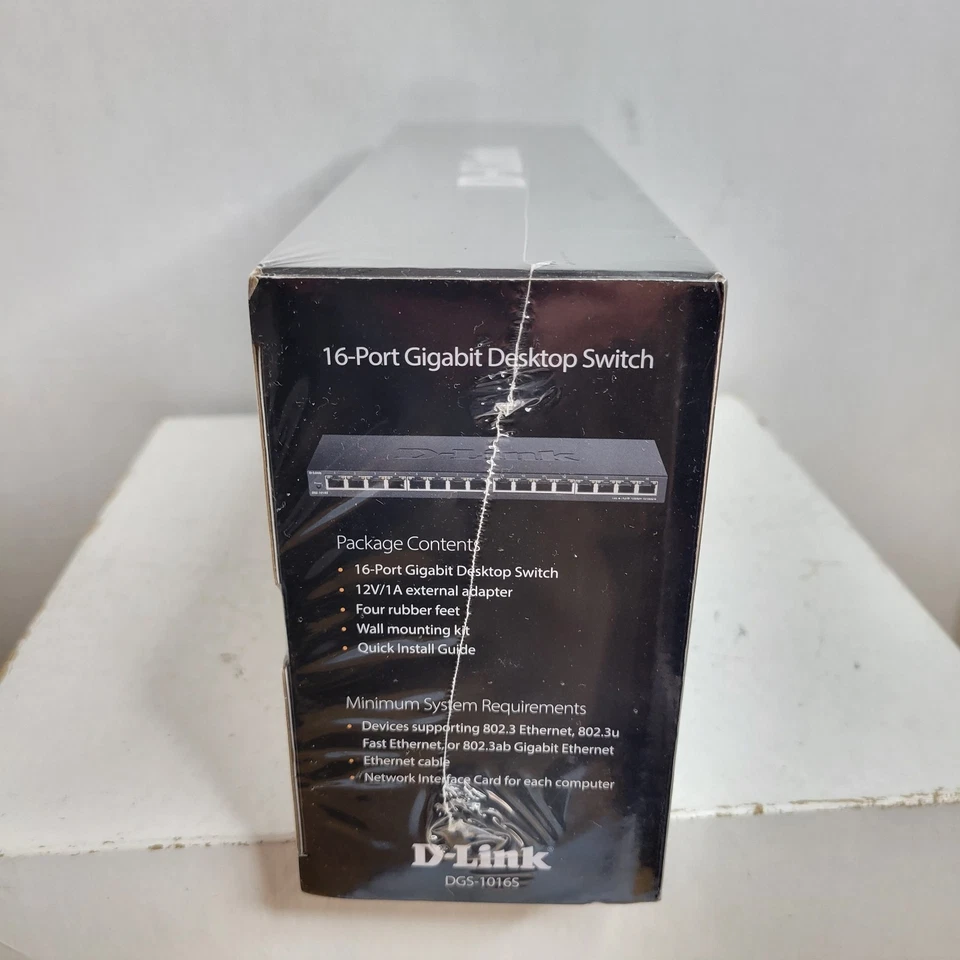 16-Port Gigabit Desktop Switch
D-Link
Package Contents
• 16-Port Gigabit Desktop Switch
• 12V/1A external adapter
• Four rubber feet
• Wall mounting kit
• Quick Install Guide
Minimum System Requirements
• Devices supporting 802.3 Ethernet, 802.3u
Fast Ethernet, or 802.3ab Gigabit Ethernet
• Ethernet cable
• Network Interface Card for each computer
D-Link
DGS-1016S